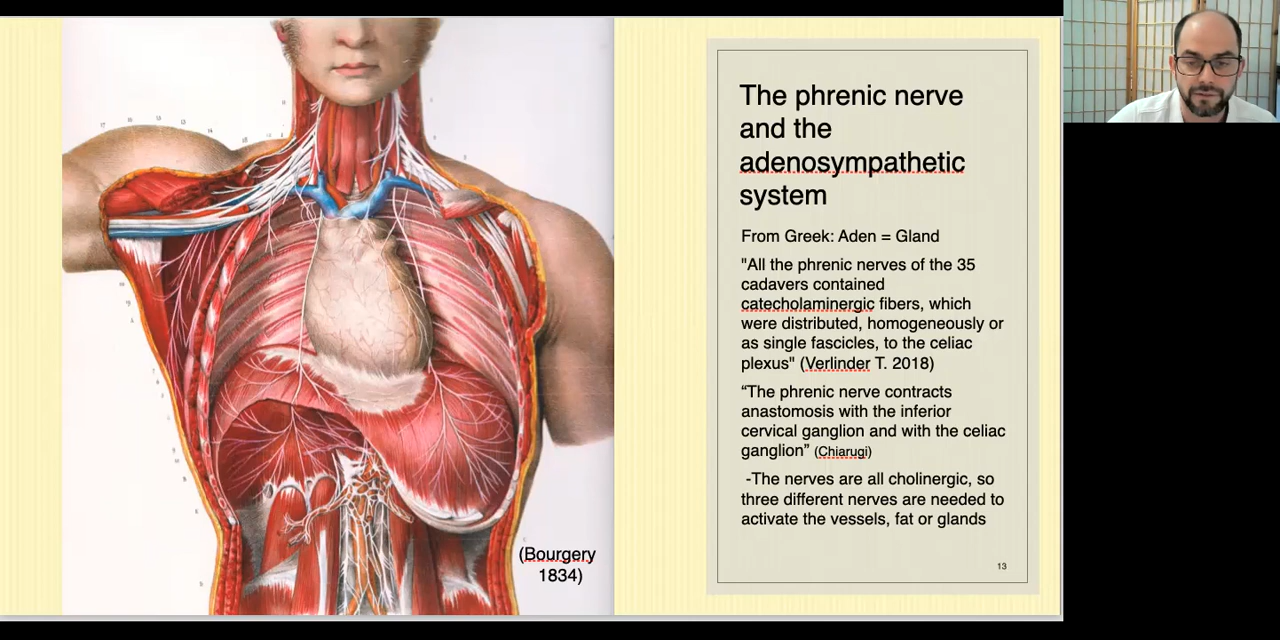 The phrenic nerve
and the
adenosympathetic
system
From Greek: Aden = Gland
"All the phrenic nerves of the 35
cadavers contained
catecholaminergic fibers, which
were distributed, homogeneously or
as single fascicles, to the celiac
plexus" (Verlinder T. 2018)
“The phrenic nerve contracts
anastomosis with the inferior
cervical ganglion and with the celiac
ganglion” (Chiarugi)
-The nerves are all cholinergic, so
three different nerves are needed to
activate the vessels, fat or glands
13
(Bourgery
1834)